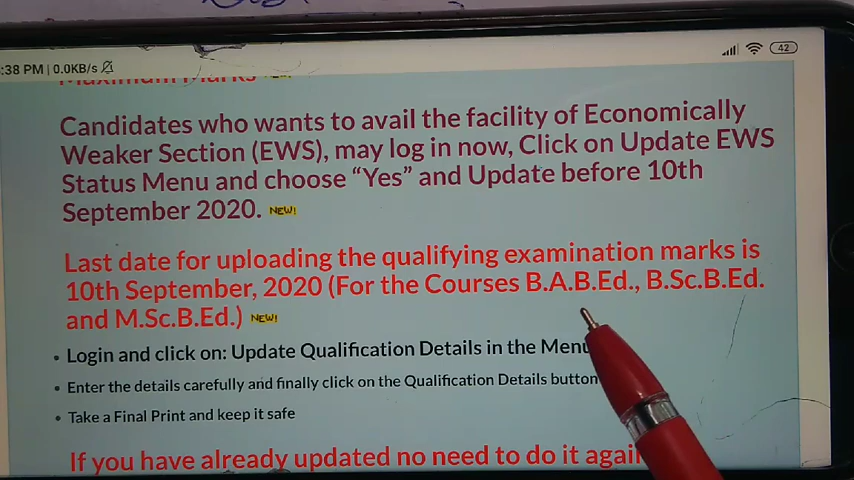 :38 PM | 0.0KB/s
42
Maximum Marks
Candidates who wants to avail the facility of Economically
Weaker Section (EWS), may log in now, Click on Update EWS
Status Menu and choose “Yes” and Update before 10th
September 2020. NEW!
Last date for uploading the qualifying examination marks is
10th September, 2020 (For the Courses B.A.B.Ed., B.Sc.B.Ed.
and M.Sc.B.Ed.) NEW!
• Login and click on: Update Qualification Details in the Menu
• Enter the details carefully and finally click on the Qualification Details button
• Take a Final Print and keep it safe
If you have already updated no need to do it again